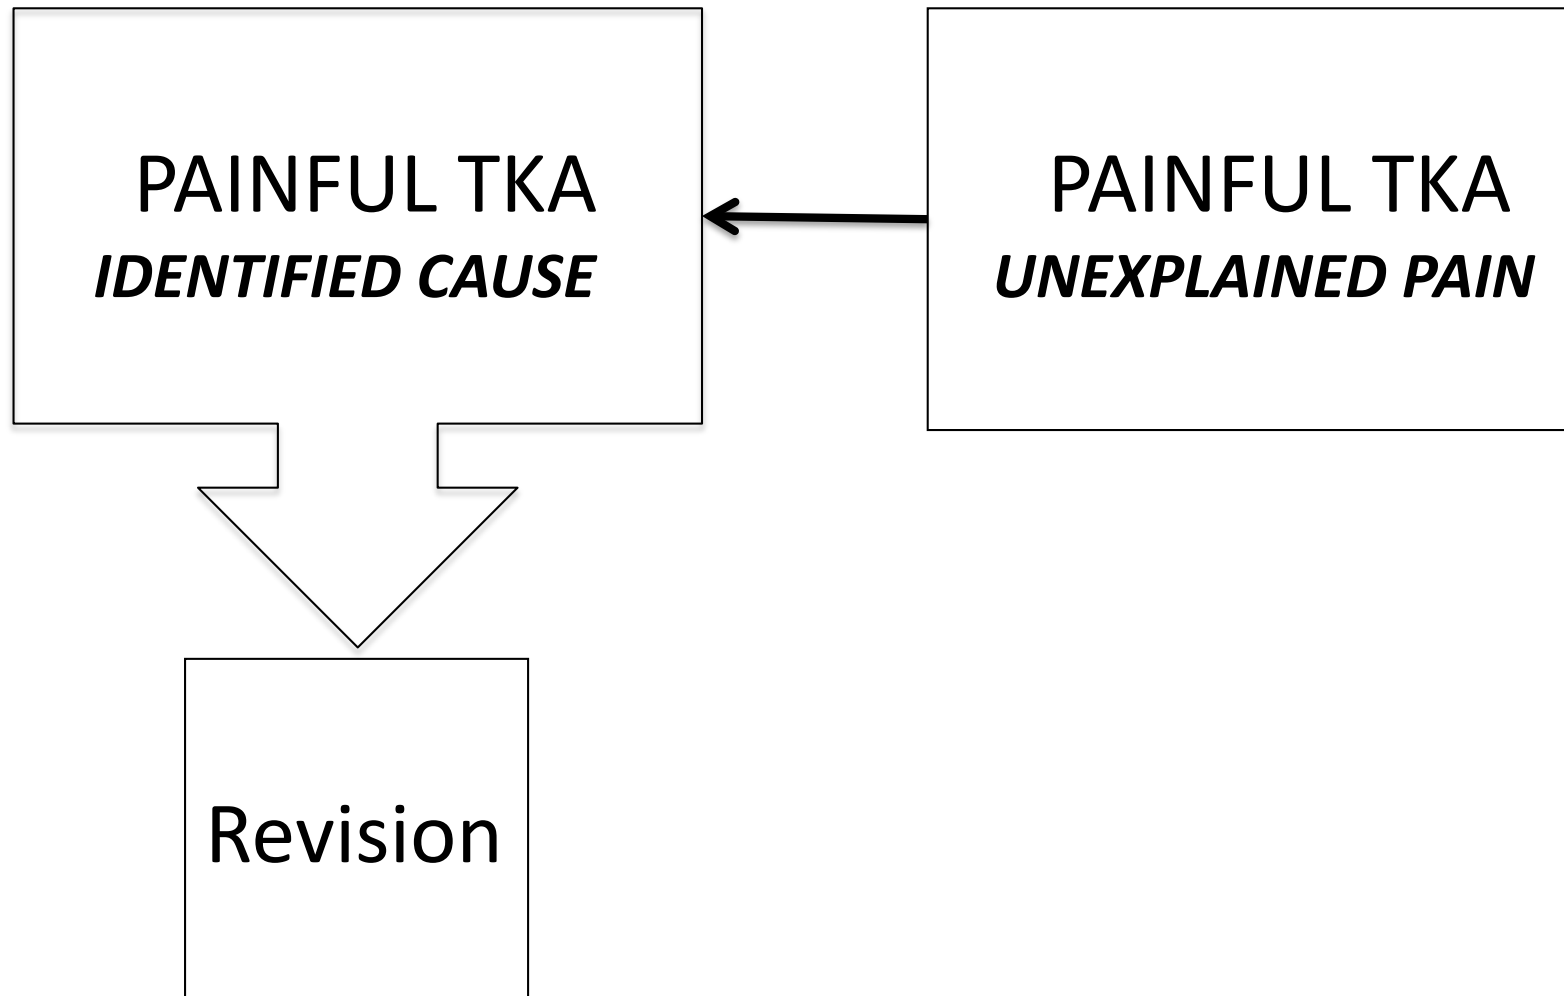 PAINFUL TKA
IDENTIFIED CAUSE
PAINFUL TKA
UNEXPLAINED PAIN
Revision